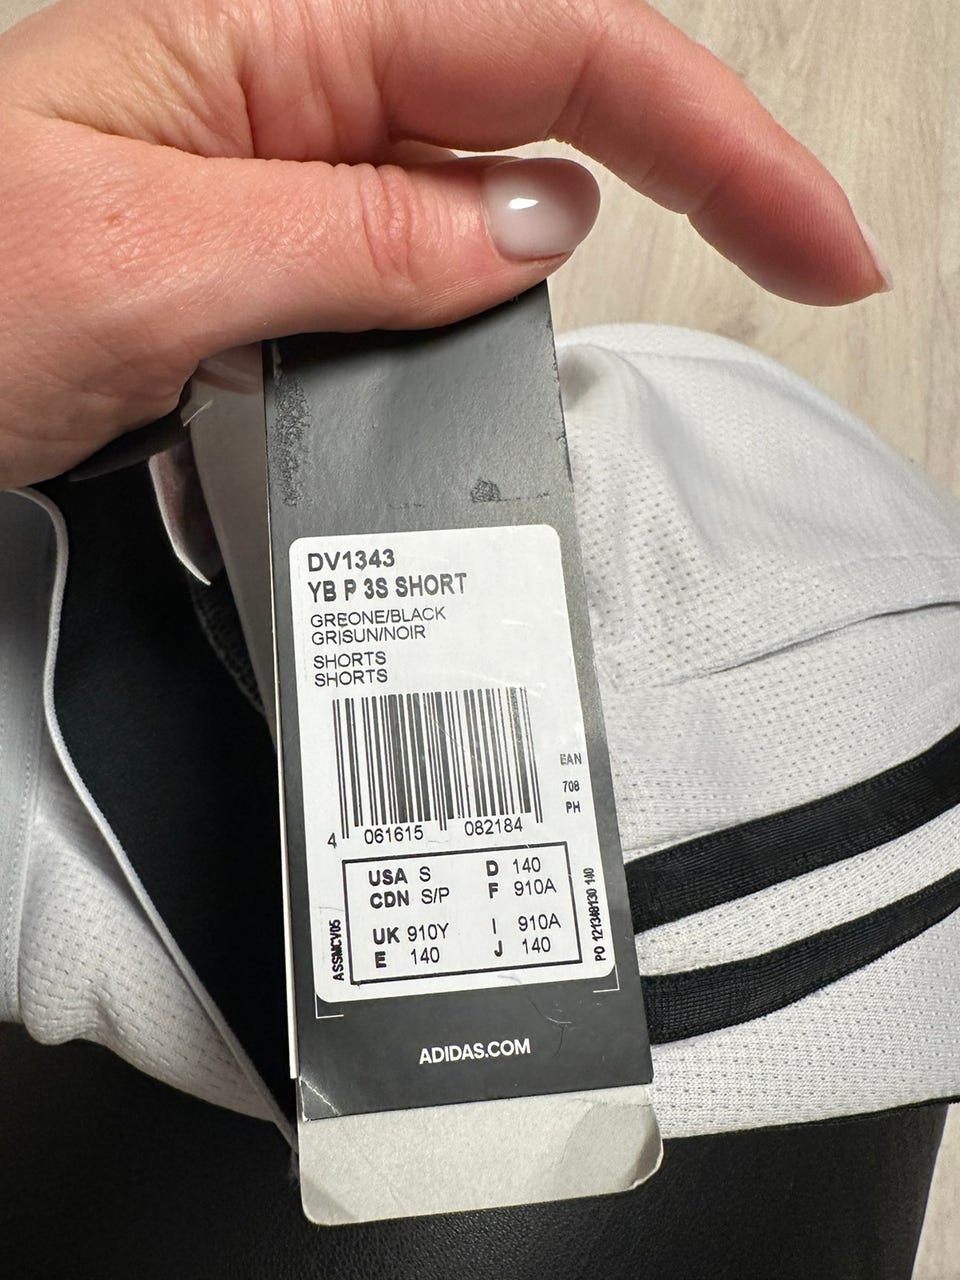 DV1343
YB P 3S SHORT
GREONE/BLACK
GRISUN/NOIR
SHORTS
SHORTS
EAN
708
PH
4 061615 082184
USA S D 140
CDN S/P F 910A
UK 910Y I 910A
E 140 J 140
ASSMCV05
PO 121348130 140
ADIDAS.COM